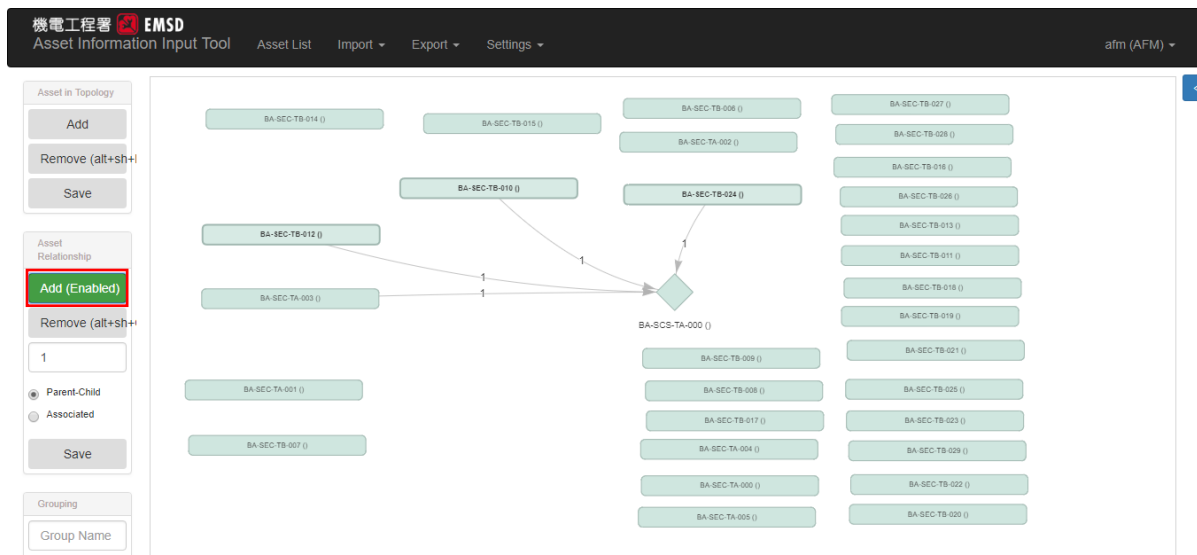 機電工程署 EMSD
Asset Information Input Tool Asset List Import Export Settings afm (AFM)
Asset in Topology
Add
Remove (alt+sh+
Save
Asset
Relationship
Add (Enabled)
Remove (alt+sh+
1
Parent-Child
Associated
Save
Grouping
Group Name
BA-SEC-TB-014 ()
BA-SEC-TB-015 ()
BA-SEC-TB-006 ()
BA-SEC-TA-002 ()
BA-SEC-TB-010 ()
BA-SEC-TB-024 ()
BA-SEC-TB-012 ()
BA-SEC-TA-003 ()
1
1
1
1
BA-SCS-TA-000 ()
BA-SEC-TA-001 ()
BA-SEC-TB-007 ()
BA-SEC-TB-009 ()
BA-SEC-TB-008 ()
BA-SEC-TB-017 ()
BA-SEC-TA-004 ()
BA-SEC-TA-000 ()
BA-SEC-TA-005 ()
BA-SEC-TB-027 ()
BA-SEC-TB-028 ()
BA-SEC-TB-016 ()
BA-SEC-TB-026 ()
BA-SEC-TB-013 ()
BA-SEC-TB-011 ()
BA-SEC-TB-018 ()
BA-SEC-TB-019 ()
BA-SEC-TB-021 ()
BA-SEC-TB-025 ()
BA-SEC-TB-023 ()
BA-SEC-TB-029 ()
BA-SEC-TB-022 ()
BA-SEC-TB-020 ()